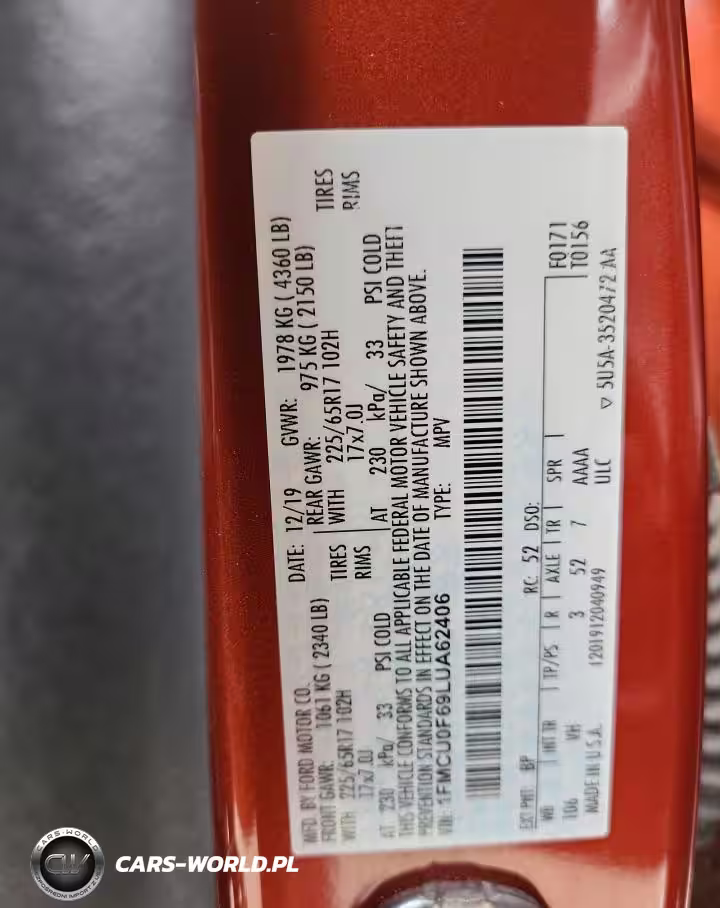 MFD. BY FORD MOTOR CO.
DATE: 12/19 GVWR: 1978 KG ( 4360 LB)
FRONT GAWR: 1061 KG ( 2340 LB) REAR GAWR: 975 KG ( 2150 LB)
WITH 225/65R17 102H TIRES WITH 225/65R17 102H TIRES
17x7.0J RIMS 17x7.0J RIMS
AT 230 kPa/ 33 PSI COLD AT 230 kPa/ 33 PSI COLD
THIS VEHICLE CONFORMS TO ALL APPLICABLE FEDERAL MOTOR VEHICLE SAFETY AND THEFT
PREVENTION STANDARDS IN EFFECT ON THE DATE OF MANUFACTURE SHOWN ABOVE.
VIN: 1FMCU0F69LUA62406 TYPE: MPV
EXT PNT: BP RC: 52 DSO:
WB INT TR TP/PS R AXLE TR SPR F0171
106 VH 3 52 7 AAAA T0156
MADE IN U.S.A. 1201912040949 ULC ▽ 5U5A-3520472 AA
CARS-WORLD
CW
CARS-WORLD.PL